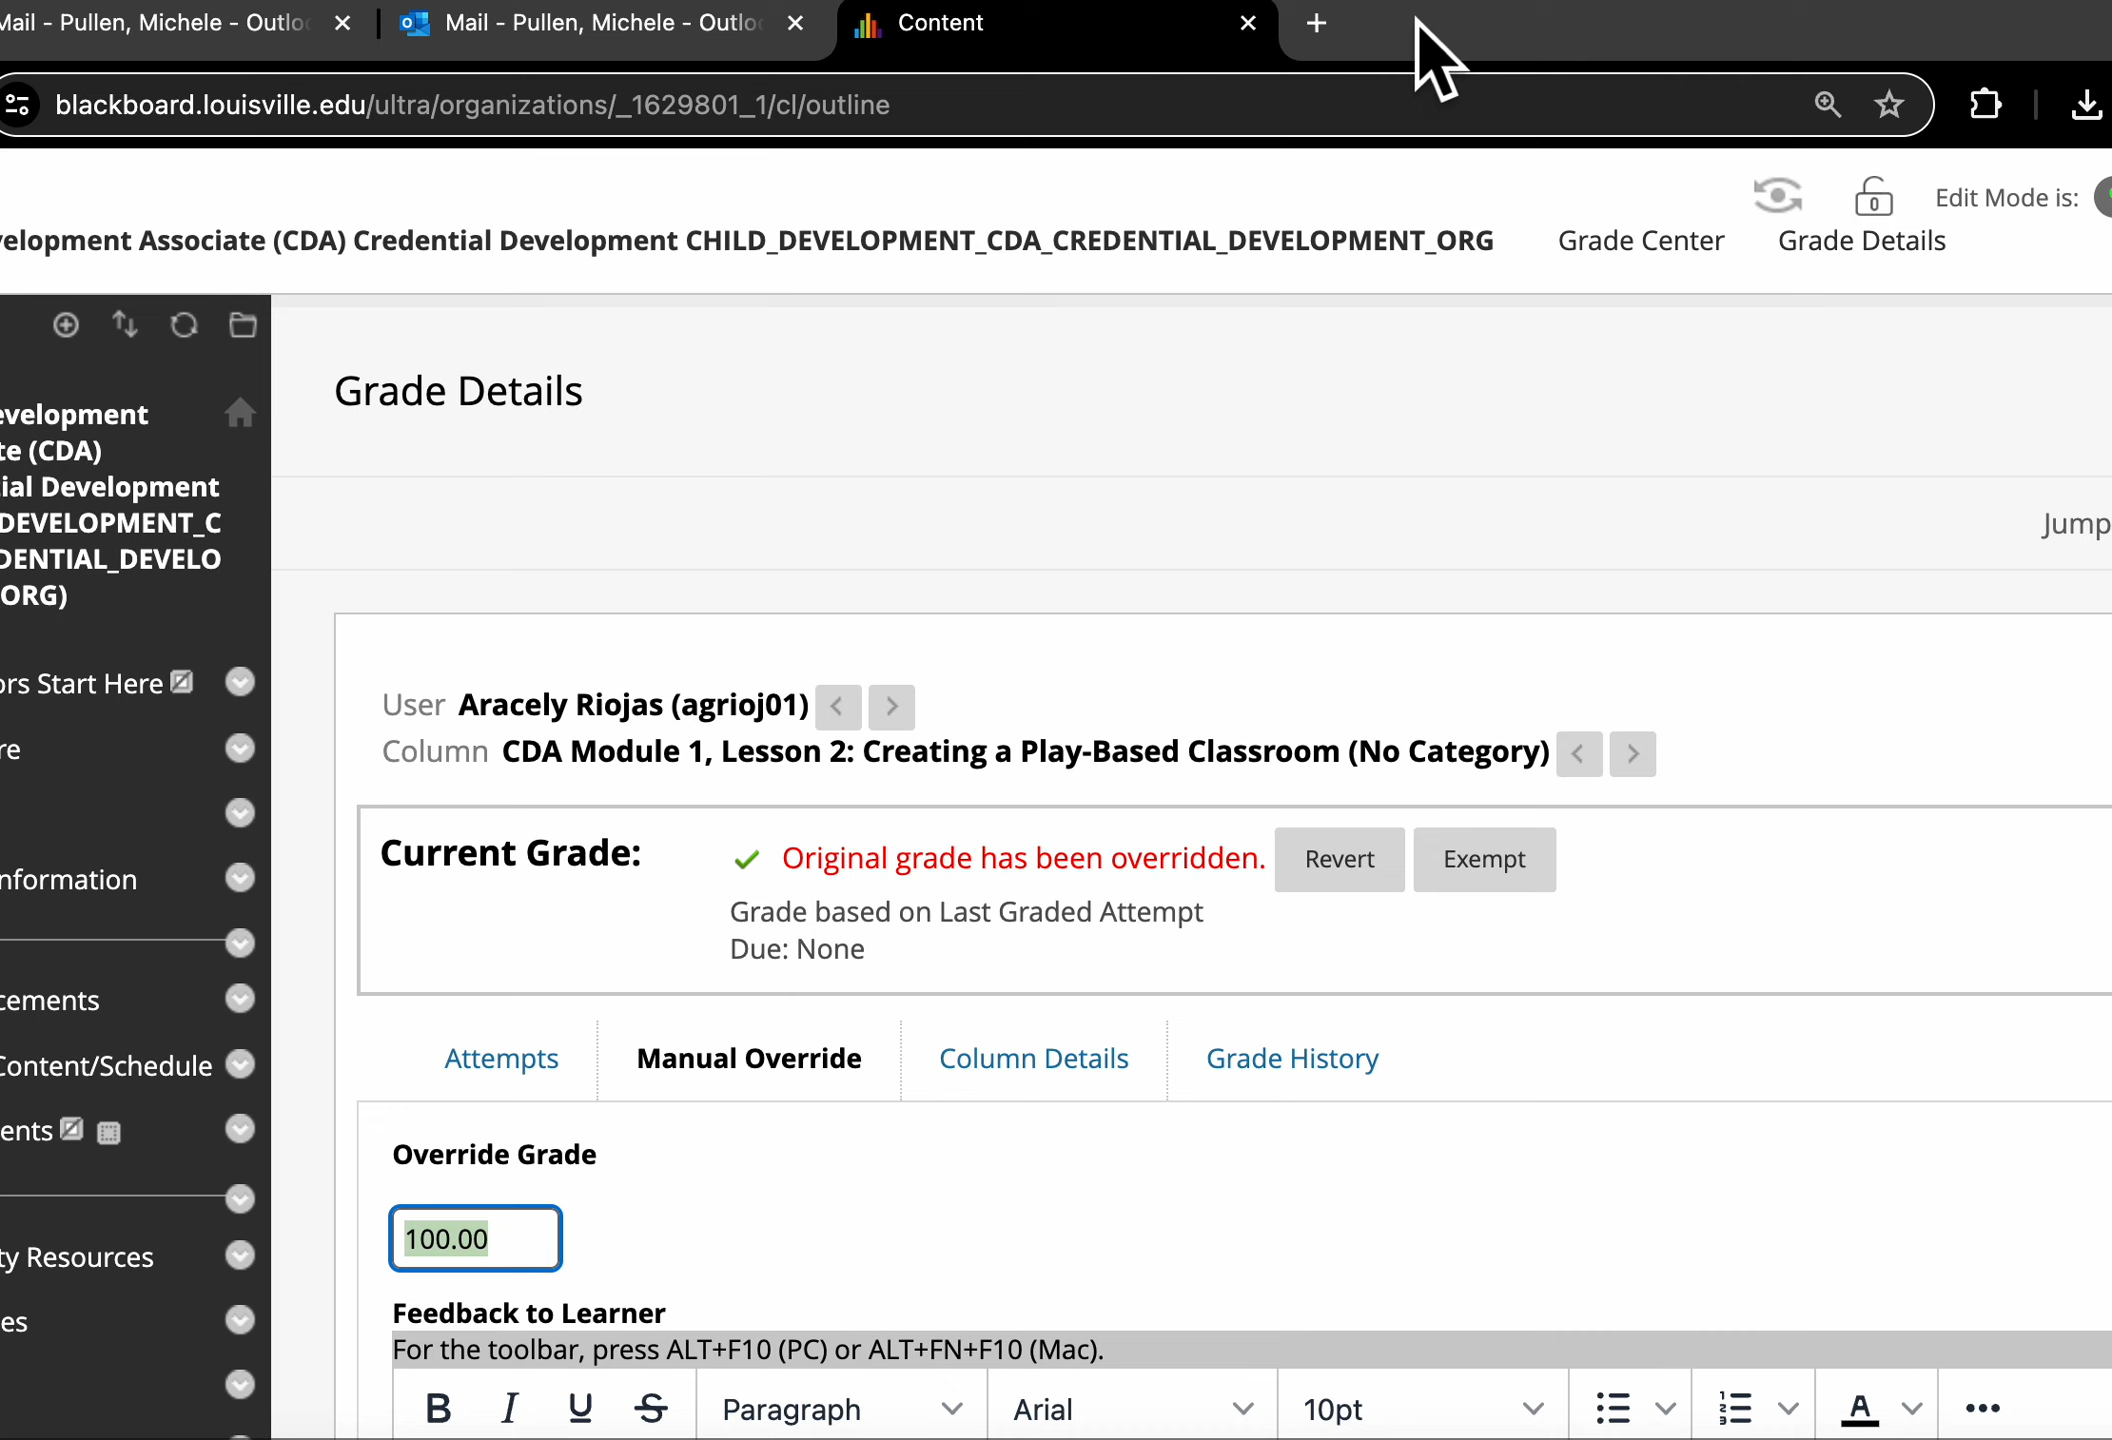 Mail - Pullen, Michele - Outlo
Mail - Pullen, Michele - Outlo
Content
blackboard.louisville.edu/ultra/organizations/_1629801_1/cl/outline
Edit Mode is:
velopment Associate (CDA) Credential Development CHILD_DEVELOPMENT_CDA_CREDENTIAL_DEVELOPMENT_ORG
Grade Center
Grade Details
evelopment
te (CDA)
ial Development
DEVELOPMENT_C
DENTIAL_DEVELO
ORG)
ors Start Here
re
nformation
cements
Content/Schedule
ents
ty Resources
es
Grade Details
Jump
User Aracely Riojas (agrioj01)
Column CDA Module 1, Lesson 2: Creating a Play-Based Classroom (No Category)
Current Grade:
Original grade has been overridden.
Revert
Exempt
Grade based on Last Graded Attempt
Due: None
Attempts
Manual Override
Column Details
Grade History
Override Grade
100.00
Feedback to Learner
For the toolbar, press ALT+F10 (PC) or ALT+FN+F10 (Mac).
B I U S
Paragraph
Arial
10pt
A